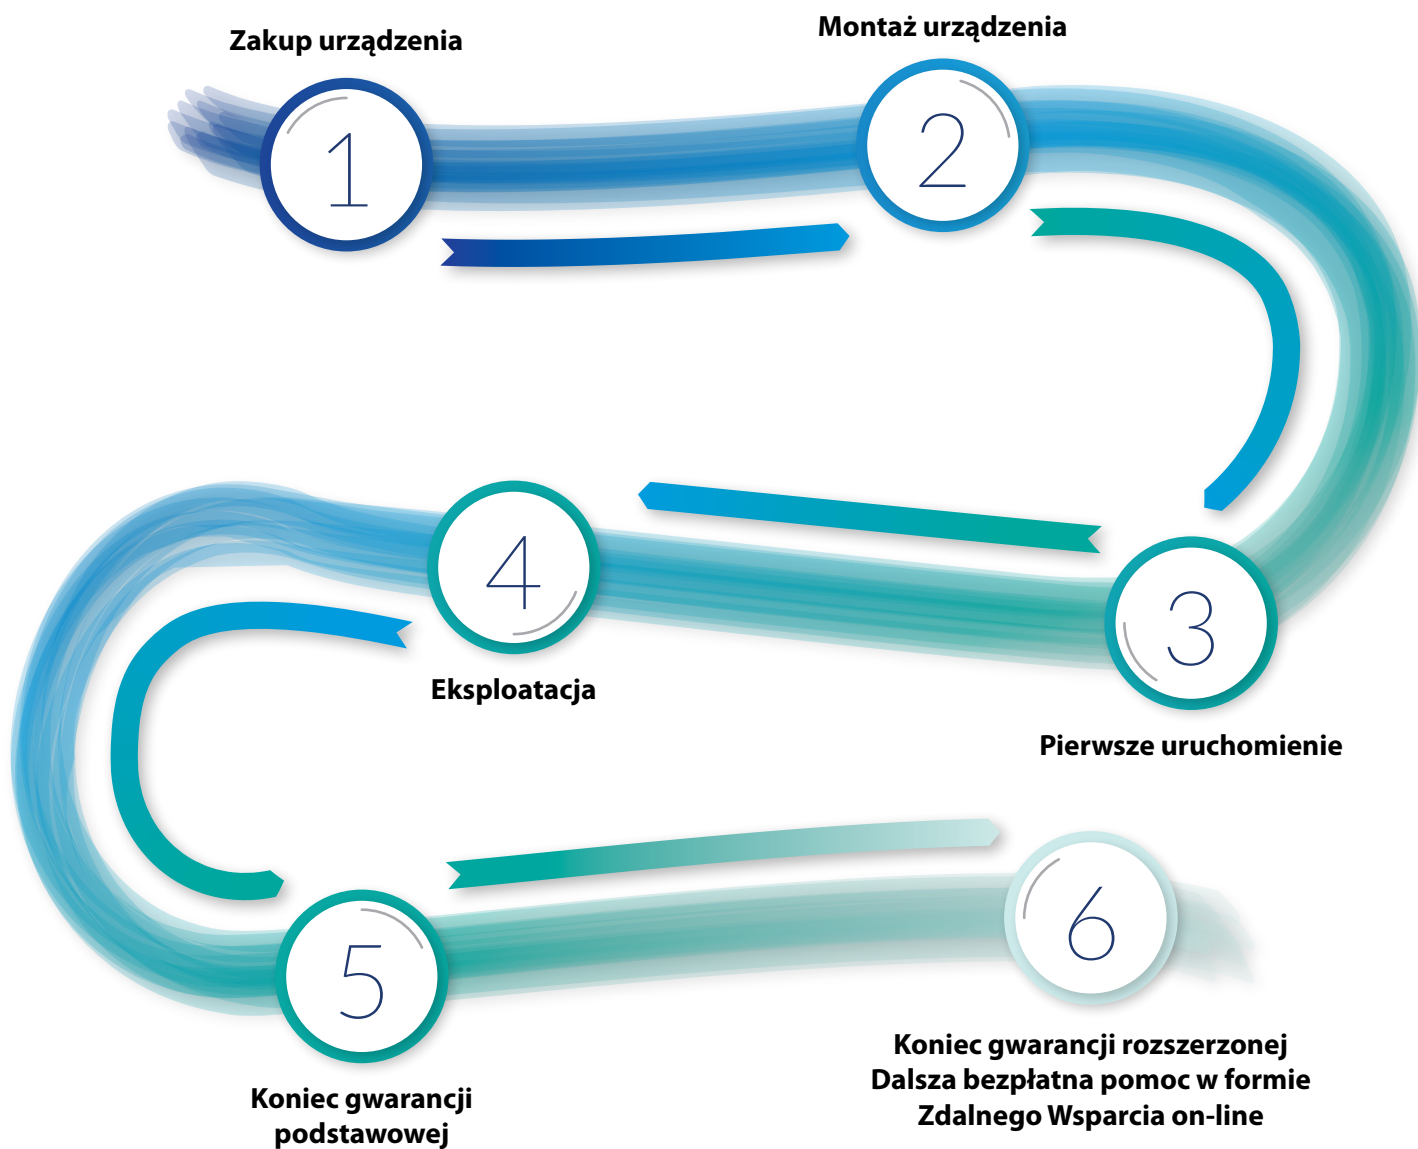 Zakup urządzenia
1
Montaż urządzenia
2
3
Pierwsze uruchomienie
4
Eksploatacja
5
Koniec gwarancji
podstawowej
6
Koniec gwarancji rozszerzonej
Dalsza bezpłatna pomoc w formie
Zdalnego Wsparcia on-line